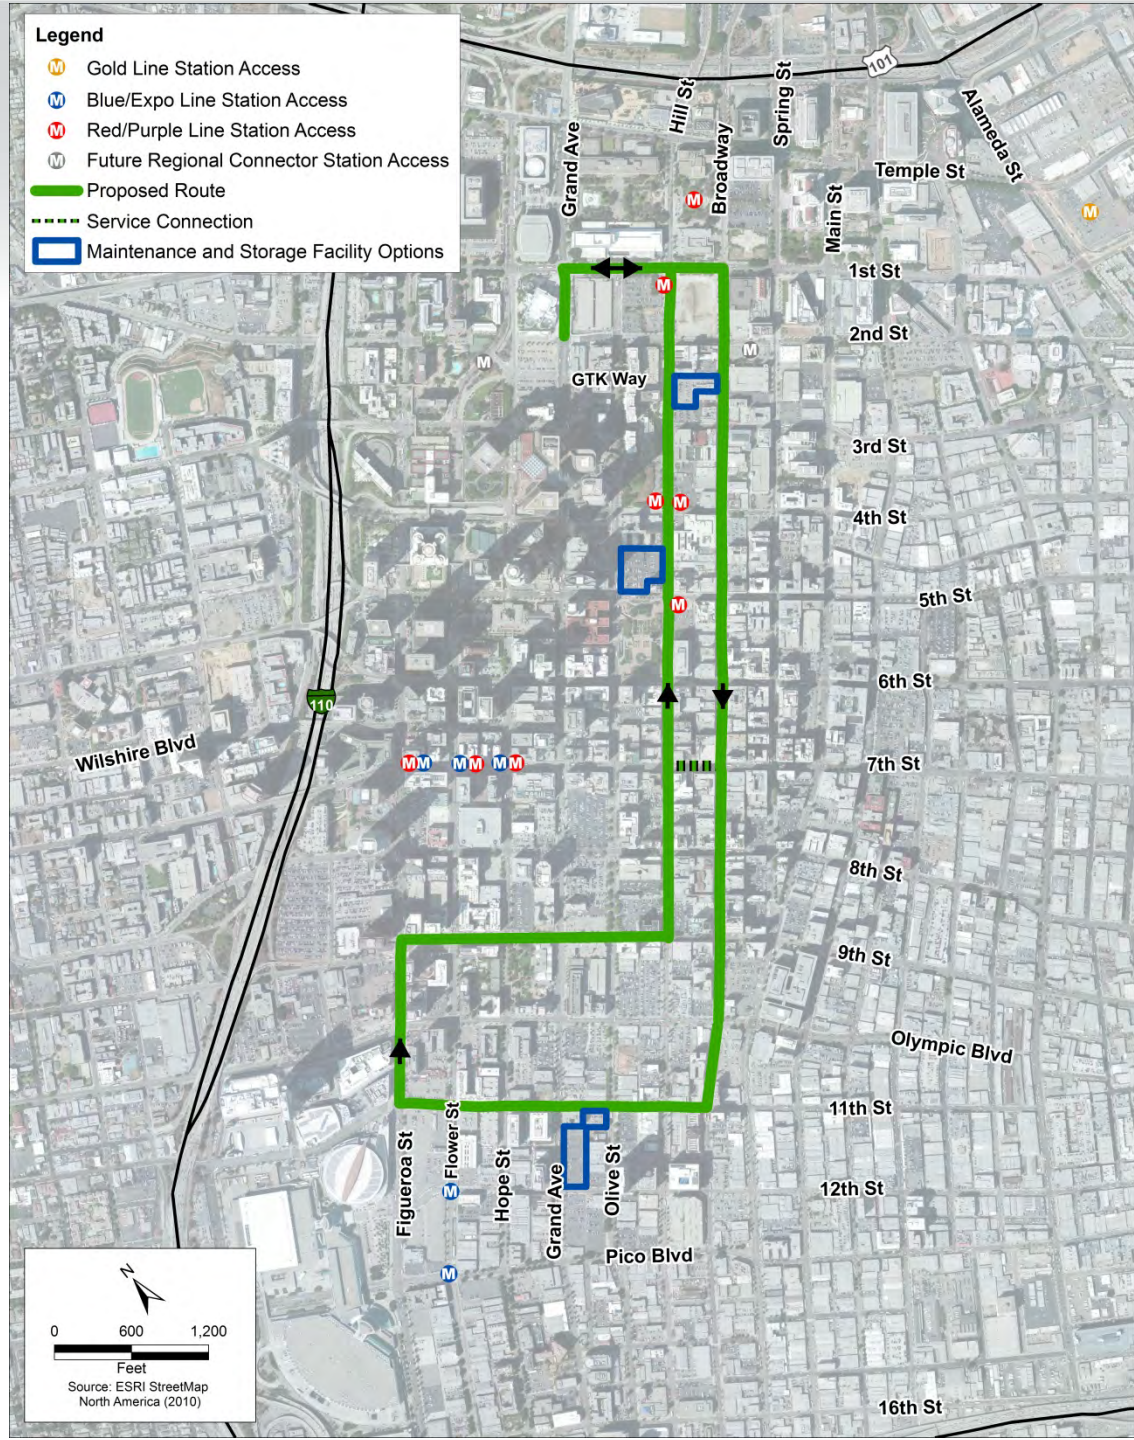 Legend
M Gold Line Station Access
M Blue/Expo Line Station Access
M Red/Purple Line Station Access
M Future Regional Connector Station Access
Proposed Route
Service Connection
Maintenance and Storage Facility Options
101
Grand Ave
Hill St
Broadway
Spring St
Alameda St
Temple St
M
M
Main St
1st St
M
2nd St
M
M
GTK Way
3rd St
M M
4th St
5th St
M
6th St
110
Wilshire Blvd
M M M M M M
7th St
8th St
9th St
Olympic Blvd
11th St
Figueroa St
Flower St
Hope St
Grand Ave
Olive St
M
12th St
Pico Blvd
M
N
0 600 1,200
Feet
Source: ESRI StreetMap
North America (2010)
16th St